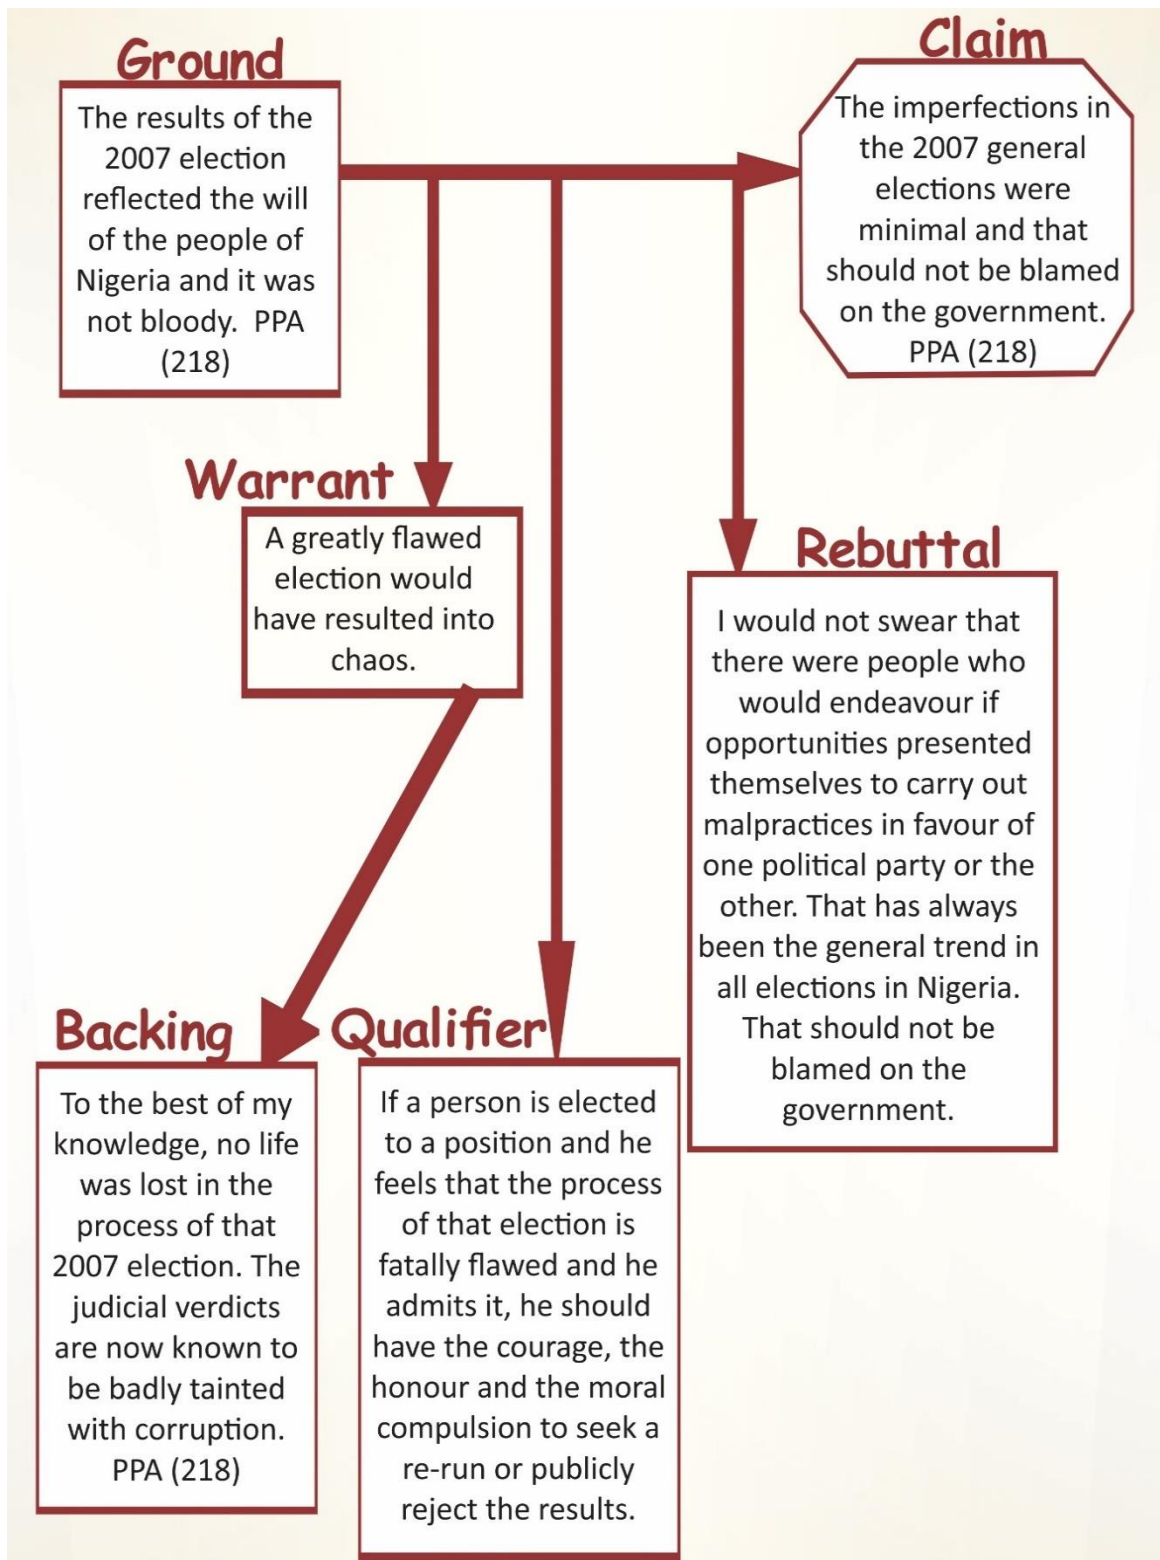 Ground
The results of the
2007 election
reflected the will
of the people of
Nigeria and it was
not bloody. PPA
(218)
Claim
The imperfections in
the 2007 general
elections were
minimal and that
should not be blamed
on the government.
PPA (218)
Warrant
A greatly flawed
election would
have resulted into
chaos.
Rebuttal
I would not swear that
there were people who
would endeavour if
opportunities presented
themselves to carry out
malpractices in favour of
one political party or the
other. That has always
been the general trend in
all elections in Nigeria.
That should not be
blamed on the
government.
Backing
To the best of my
knowledge, no life
was lost in the
process of that
2007 election. The
judicial verdicts
are now known to
be badly tainted
with corruption.
PPA (218)
Qualifier
If a person is elected
to a position and he
feels that the process
of that election is
fatally flawed and he
admits it, he should
have the courage, the
honour and the moral
compulsion to seek a
re-run or publicly
reject the results.